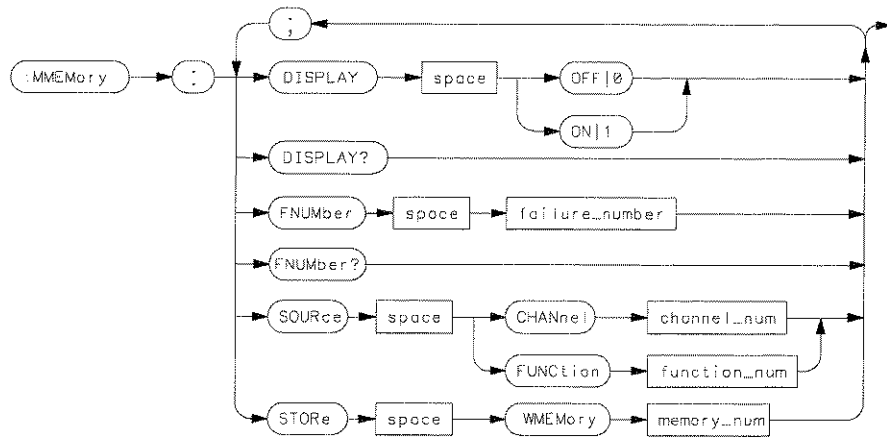 ;
:MMEMory : DISPLAY space OFF|0
ON|1
DISPLAY?
FNUMber space failure_number
FNUMber?
SOURce space CHANnel channel_num
FUNCtion function_num
STORe space WMEMory memory_num